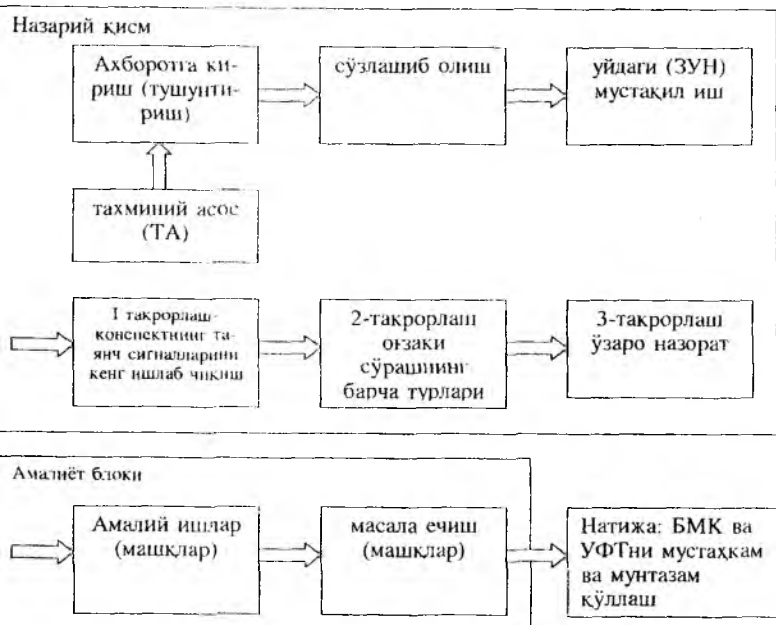 Назарий қисм
Ахборотга ки-
риш (тушунти-
риш)
сўзлашиб олиш
уйдаги (ЗУН)
мустақил иш
тахминий асос
(ТА)
I такрорлаш
конспектнинг та-
янч сигналларини
кенг ишлаб чиқиш
2-такрорлаш
оғзаки
сўрашнинг
барча турлари
3-такрорлаш
ўзаро назорат
Амалиёт блоки
Амалий ишлар
(машқлар)
масала ечиш
(машқлар)
Натижа: БМК ва
УФТни мустаҳкам
ва мунтазам
қўллаш